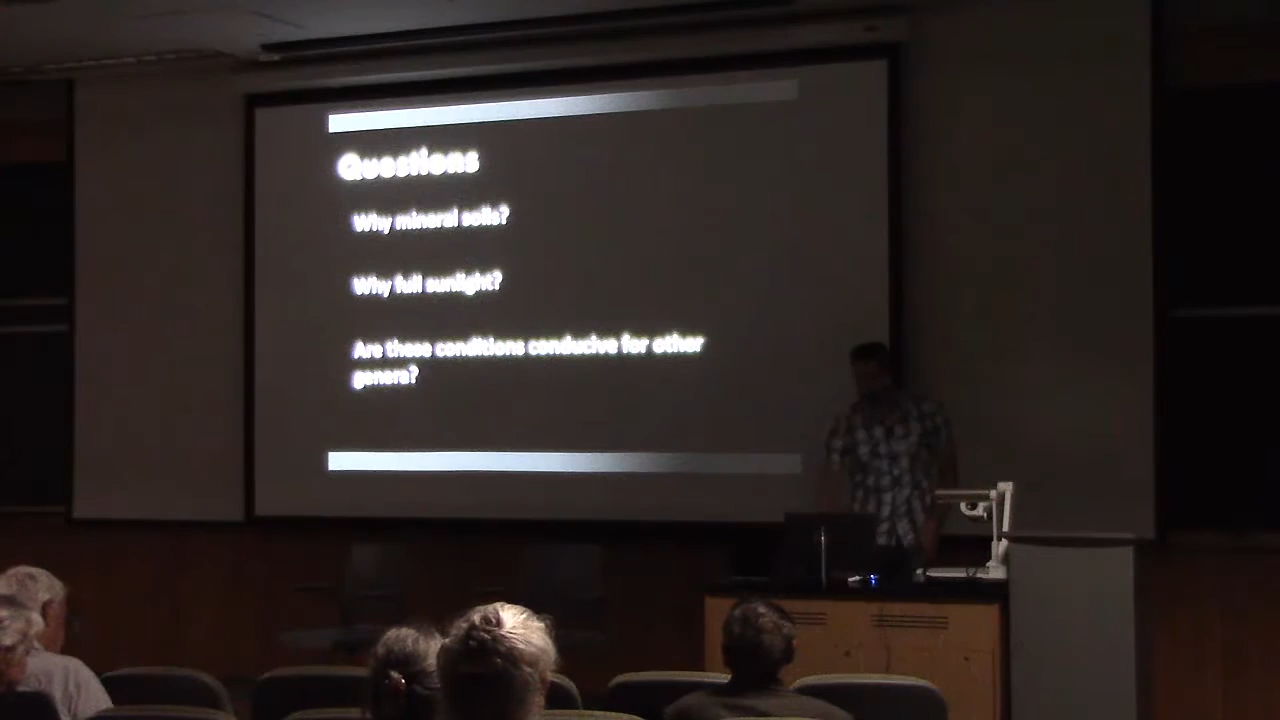 Questions
Why mineral soils?
Why full sunlight?
Are these conditions conducive for other
genera?